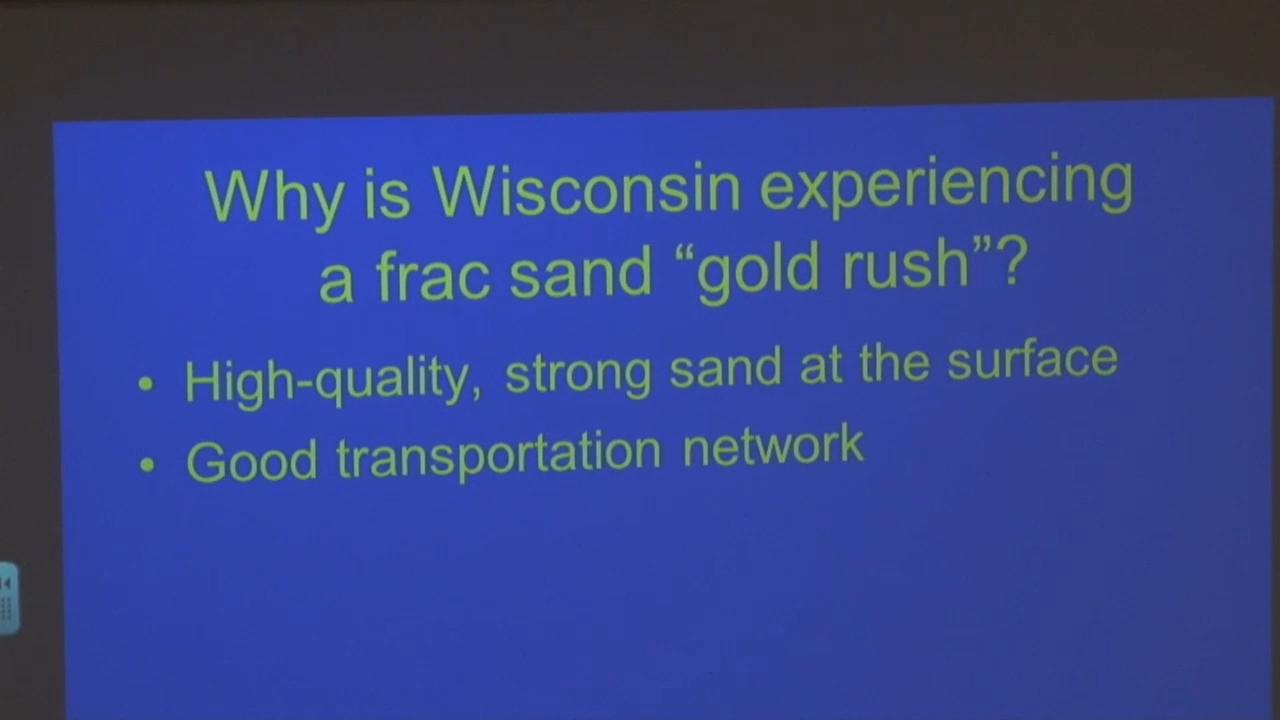 Why is Wisconsin experiencing
a frac sand “gold rush”?
• High-quality, strong sand at the surface
• Good transportation network